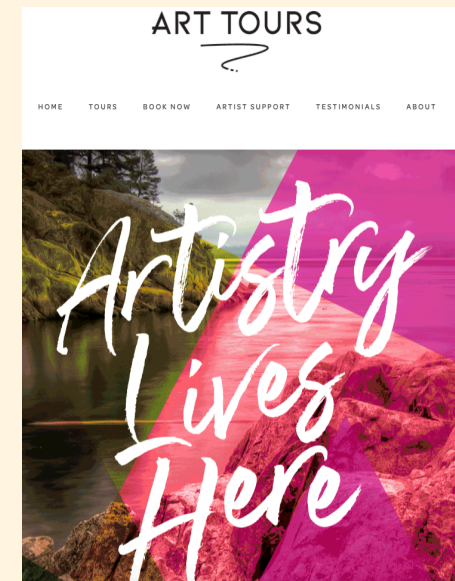 ART TOURS
HOME TOURS BOOK NOW ARTIST SUPPORT TESTIMONIALS ABOUT
Artistry
Lives
Here